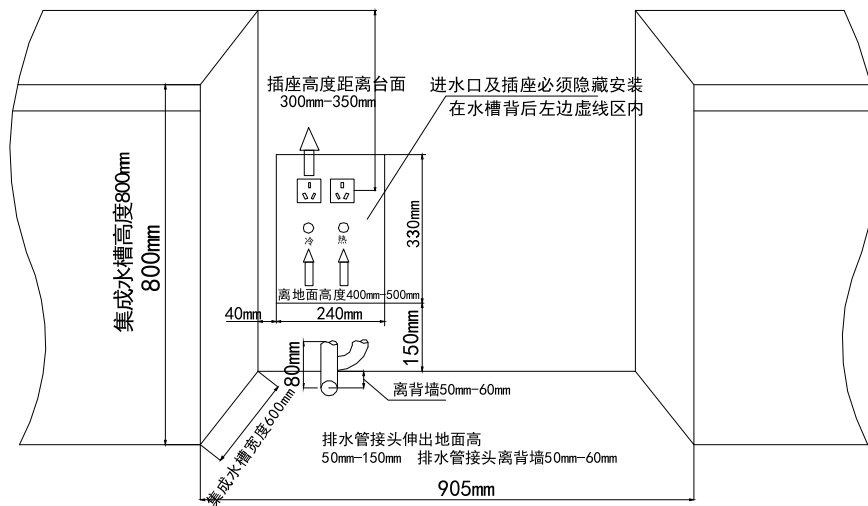 插座高度距离台面
300mm-350mm
进水口及插座必须隐藏安装
在水槽背后左边虚线区内
集成水槽高度800mm
800mm
330mm
冷
热
离地面高度400mm-500mm
40mm
240mm
150mm
80mm
离背墙50mm-60mm
集成水槽宽度600mm
排水管接头伸出地面高
50mm-150mm 排水管接头离背墙50mm-60mm
905mm